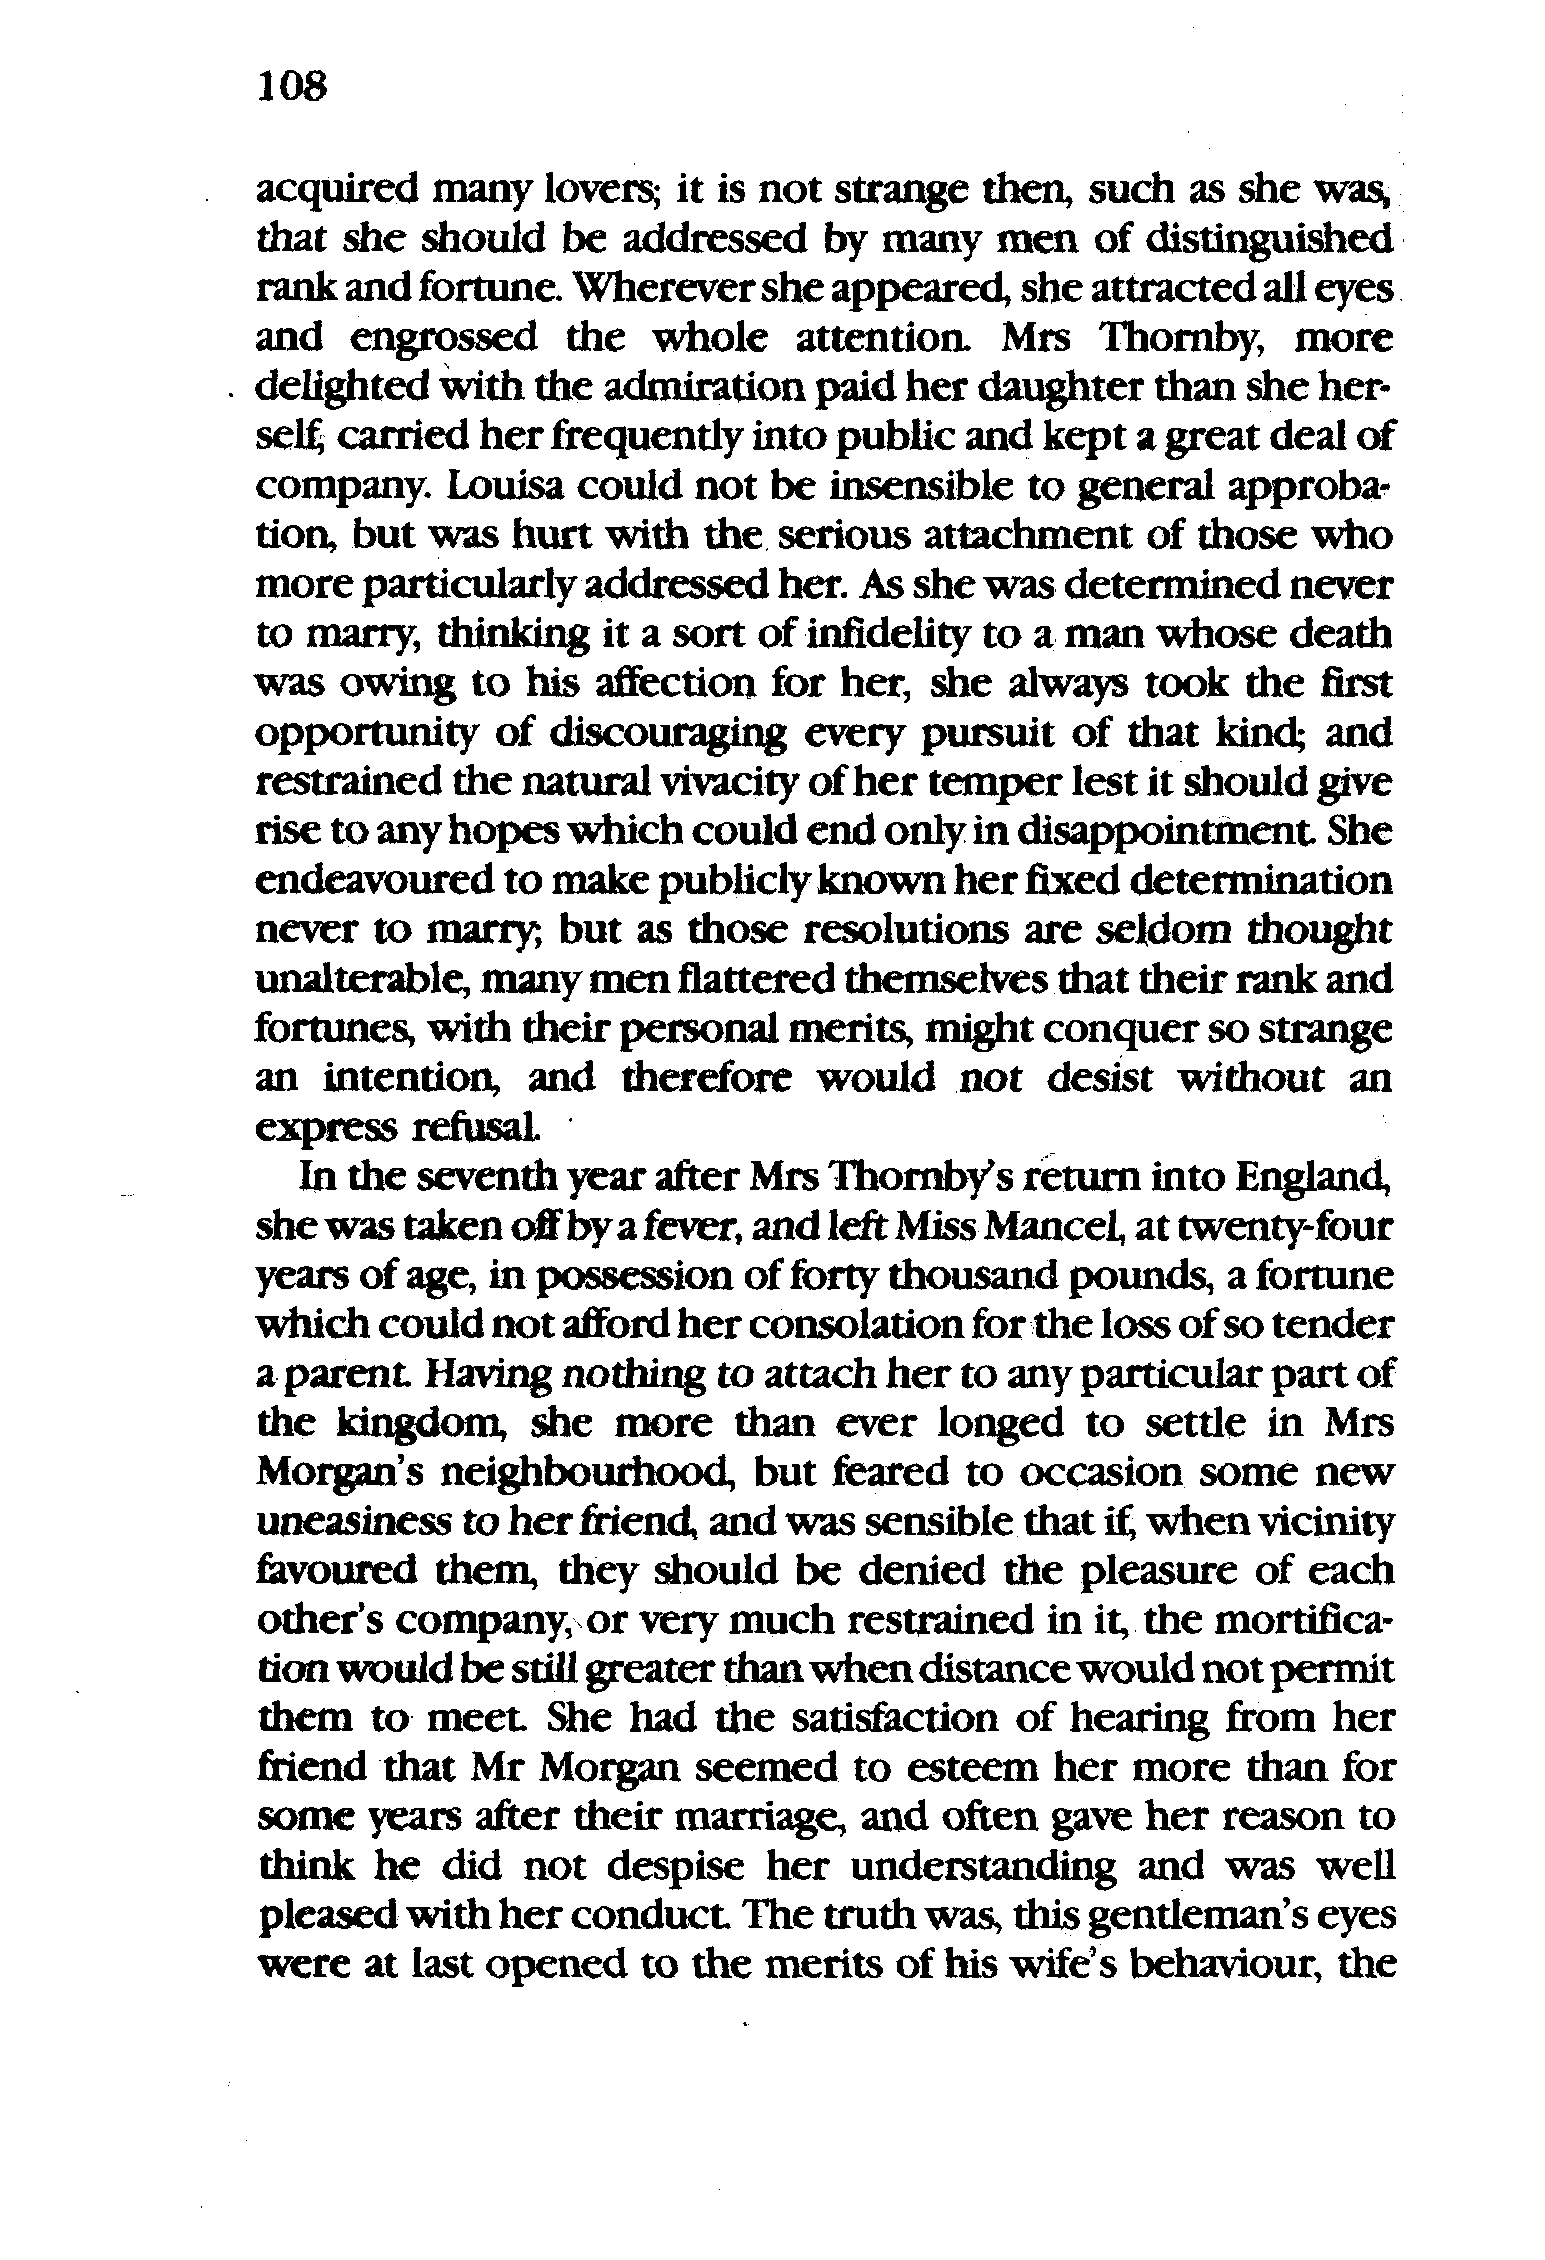 108
acquired many lovers; it is not strange then, such as she was,
that she should be addressed by many men of distinguished
rank and fortune. Wherever she appeared, she attracted all eyes
and engrossed the whole attention. Mrs Thornby, more
delighted with the admiration paid her daughter than she her-
self, carried her frequently into public and kept a great deal of
company. Louisa could not be insensible to general approba-
tion, but was hurt with the serious attachment of those who
more particularly addressed her. As she was determined never
to marry, thinking it a sort of infidelity to a man whose death
was owing to his affection for her, she always took the first
opportunity of discouraging every pursuit of that kind; and
restrained the natural vivacity of her temper lest it should give
rise to any hopes which could end only in disappointment. She
endeavoured to make publicly known her fixed determination
never to marry; but as those resolutions are seldom thought
unalterable, many men flattered themselves that their rank and
fortunes, with their personal merits, might conquer so strange
an intention, and therefore would not desist without an
express refusal.
In the seventh year after Mrs Thornby's return into England,
she was taken off by a fever, and left Miss Mancel, at twenty-four
years of age, in possession of forty thousand pounds, a fortune
which could not afford her consolation for the loss of so tender
a parent. Having nothing to attach her to any particular part of
the kingdom, she more than ever longed to settle in Mrs
Morgan's neighbourhood, but feared to occasion some new
uneasiness to her friend, and was sensible that if, when vicinity
favoured them, they should be denied the pleasure of each
other's company, or very much restrained in it, the mortifica-
tion would be still greater than when distance would not permit
them to meet. She had the satisfaction of hearing from her
friend that Mr Morgan seemed to esteem her more than for
some years after their marriage, and often gave her reason to
think he did not despise her understanding and was well
pleased with her conduct. The truth was, this gentleman's eyes
were at last opened to the merits of his wife's behaviour, the